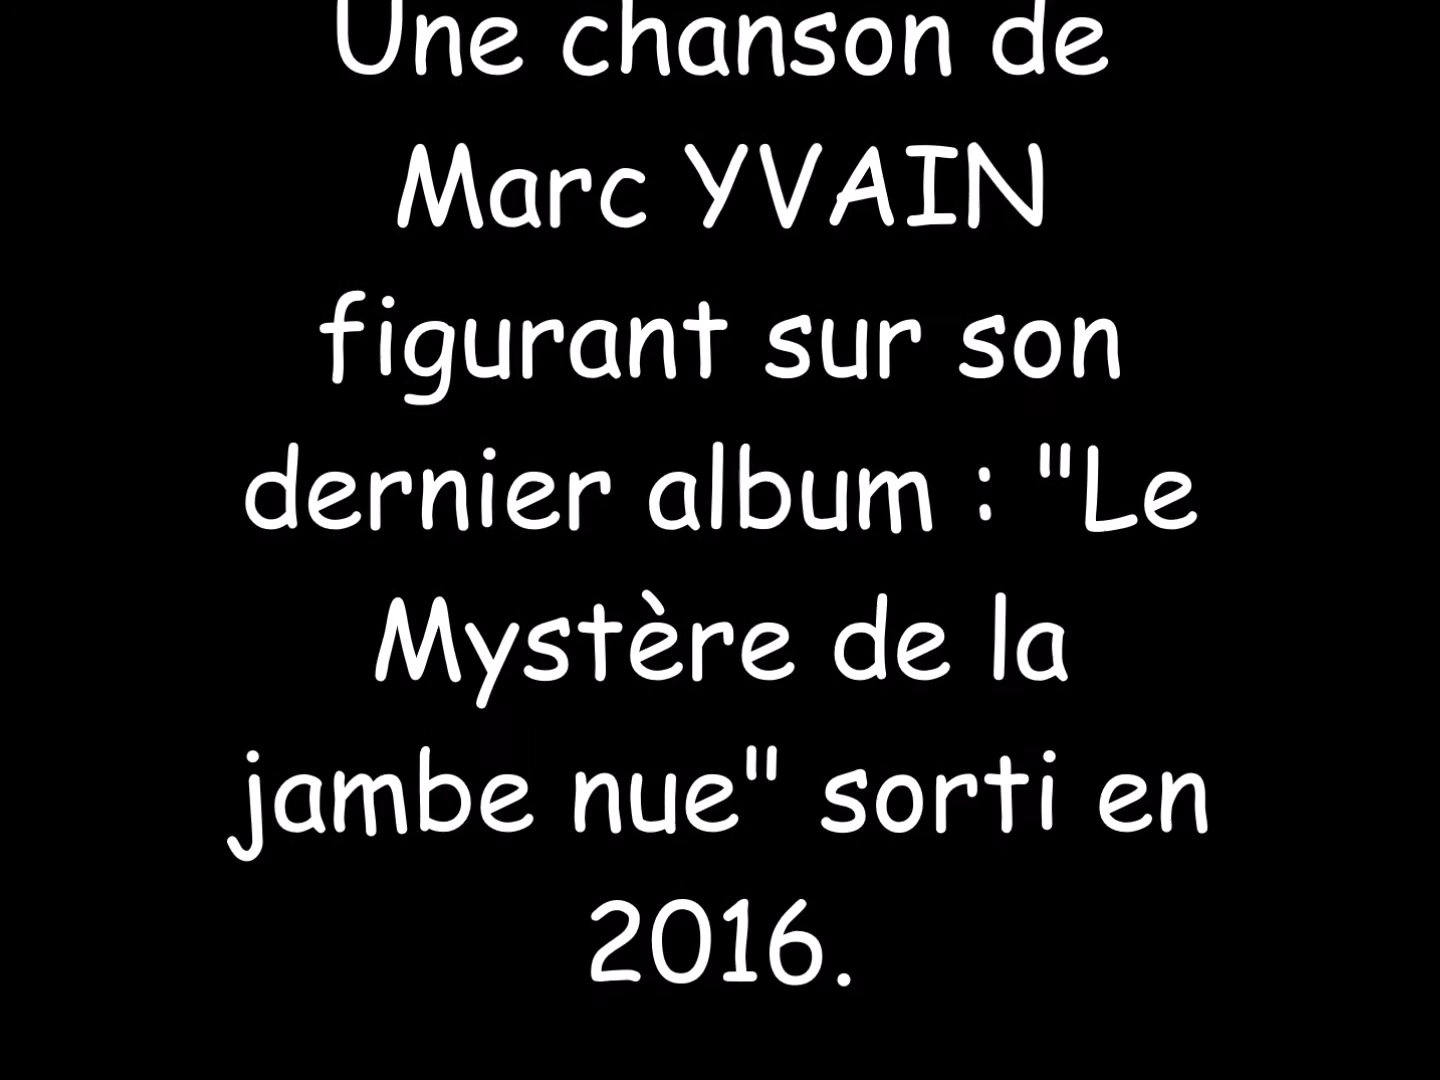 Une chanson de
Marc YVAIN
figurant sur son
dernier album : "Le
Mystère de la
jambe nue" sorti en
2016.